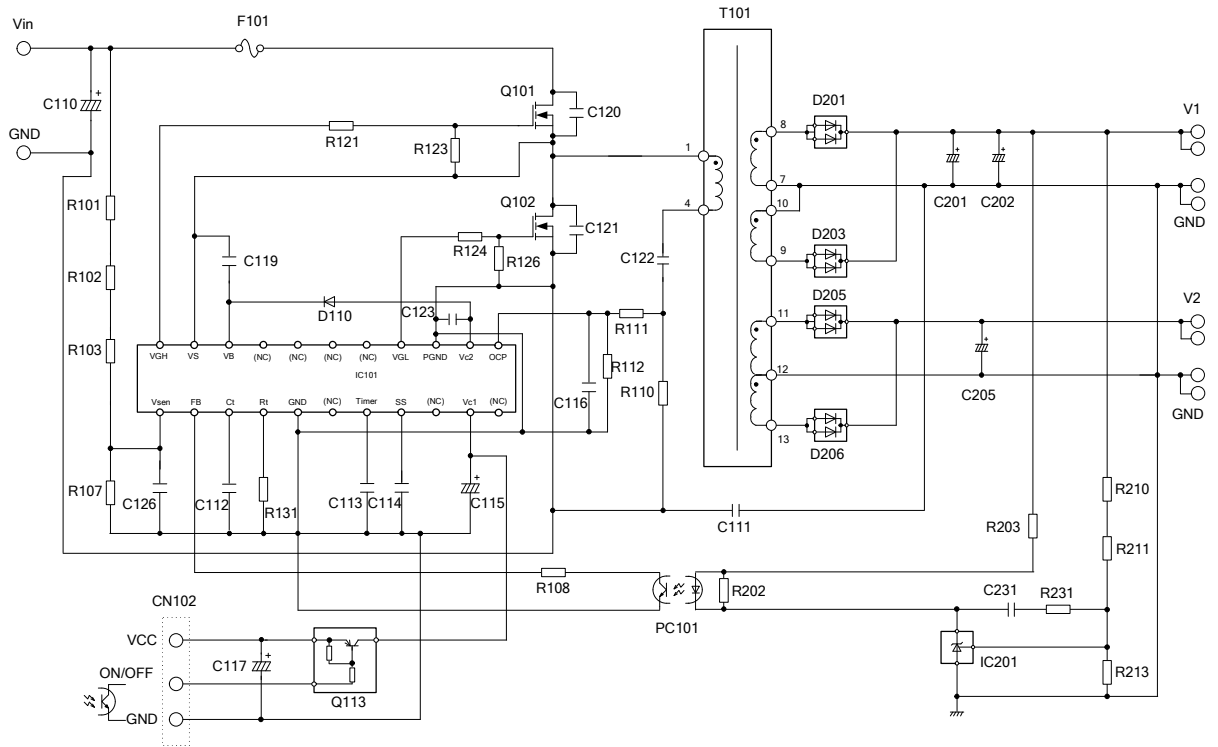 T101
Vin
F101
Q101
C110
C120
D201
V1
GND
R121
R123
8
1
7
C201
C202
R101
Q102
4
10
GND
C121
R124
R126
C119
C122
9
D203
R102
D110
C123
D205
V2
11
R111
R103
VGH
VS
VB
(NC)
(NC)
(NC)
(NC)
VGL
PGND
Vc2
OCP
IC101
R112
12
R110
C205
Vsen
FB
Ct
Rt
GND
(NC)
Timer
SS
(NC)
Vc1
(NC)
C116
GND
13
D206
R107
C126
C112
R131
C113
C114
C115
R210
C111
R203
R211
R108
R202
C231
R231
CN102
PC101
VCC
C117
IC201
R213
ON/OFF
Q113
GND